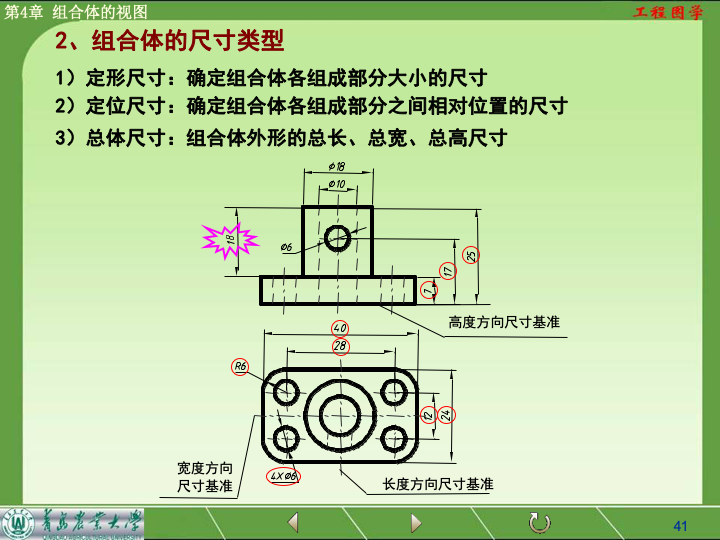 第4章 组合体的视图
工程图学
2、组合体的尺寸类型
1）定形尺寸：确定组合体各组成部分大小的尺寸
2）定位尺寸：确定组合体各组成部分之间相对位置的尺寸
3）总体尺寸：组合体外形的总长、总宽、总高尺寸
ϕ18
ϕ10
18
ϕ6
25
17
7
高度方向尺寸基准
40
28
R6
12
24
宽度方向
尺寸基准
4Xϕ6
长度方向尺寸基准
青岛农业大学
41